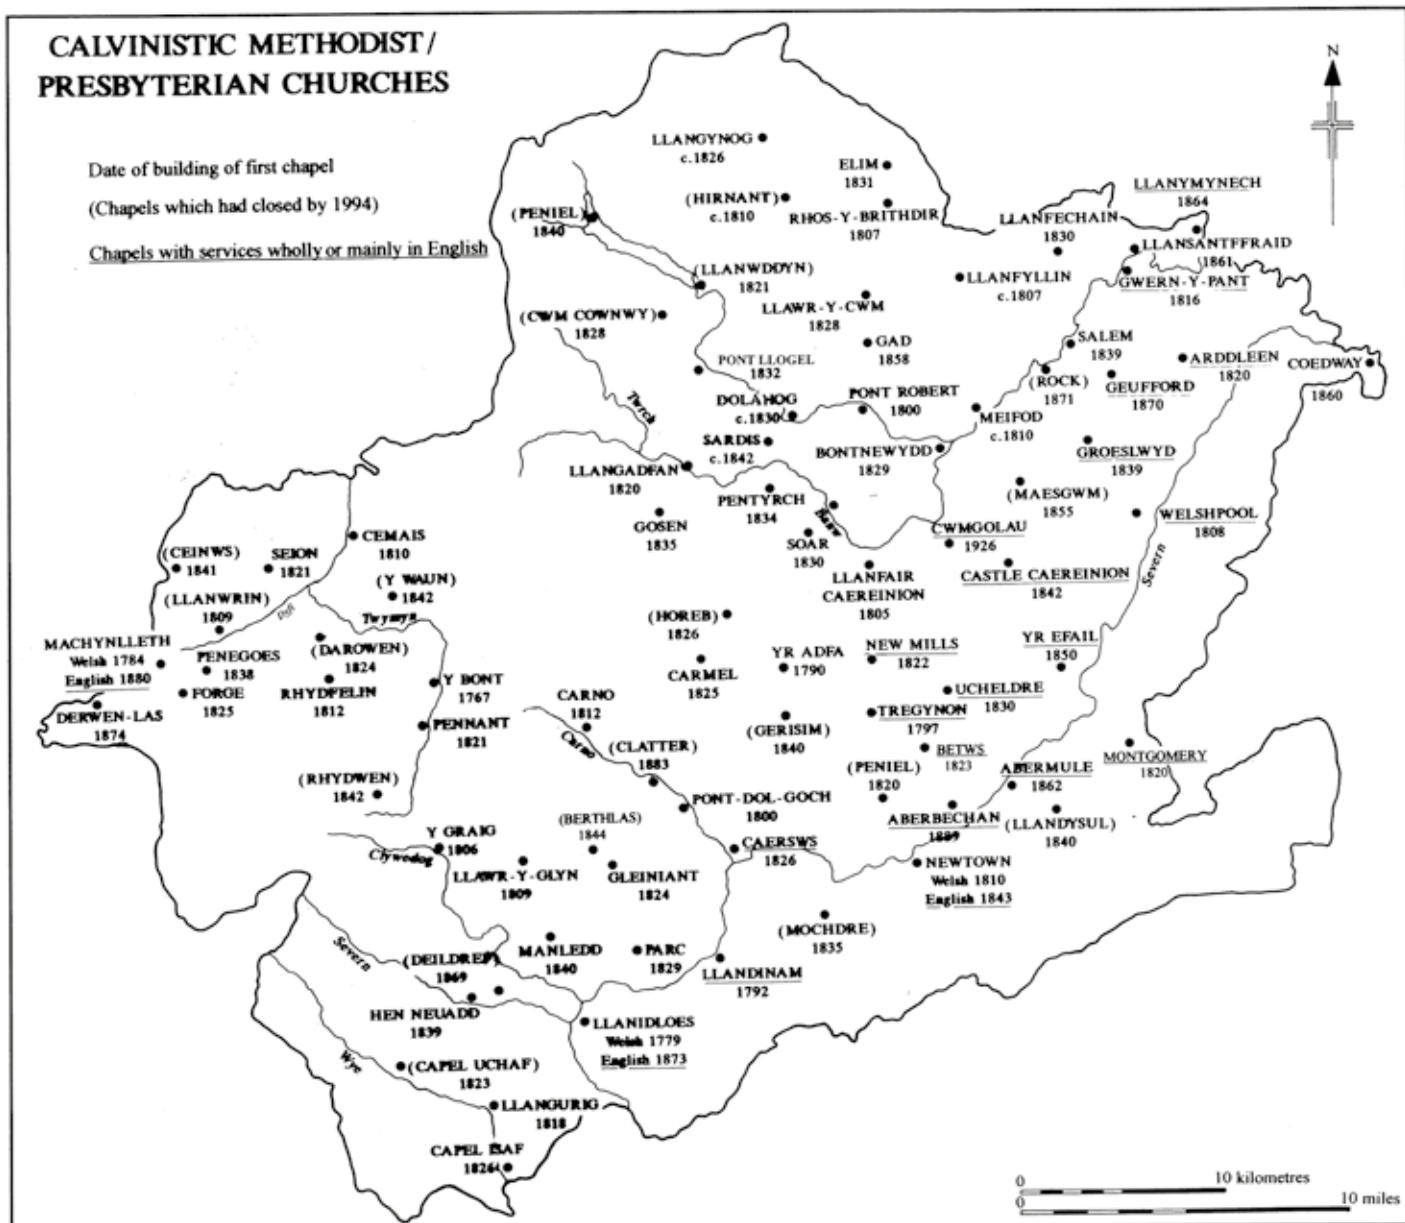 CALVINISTIC METHODIST/
PRESBYTERIAN CHURCHES
Date of building of first chapel
(Chapels which had closed by 1994)
Chapels with services wholly or mainly in English
N
LLANGYNOG
c.1826
ELIM
1831
(HIRNANT)
c.1810
RHOS-Y-BRITHDIR
1807
LLANYMYNECH
1864
(PENIEL)
1840
LLANFECHAIN
1830
LLANSANTFFRAID
1861
(LLANWDDYN)
1821
LLANFYLLIN
c.1807
GWERN-Y-PANT
1816
LLAWR-Y-CWM
1828
(CWM COWNWY)
1828
GAD
1858
SALEM
1839
PONT LLOGEL
1832
(ROCK)
1871
ARDDLEEN
1820
GEUFFORD
1870
COEDWAY
1860
Twrch
DOLAHOG
c.1830
PONT ROBERT
1800
MEIFOD
c.1810
SARDIS
c.1842
BONTNEWYDD
1829
GROESLWYD
1839
LLANGADFAN
1820
PENTYRCH
1834
(MAESGWM)
1855
GOSEN
1835
Banw
WELSHPOOL
1808
SOAR
1830
CWMGOLAU
1926
Severn
CEMAIS
1810
(CEINWS)
1841
SEION
1821
LLANFAIR
CAEREINION
1805
CASTLE CAEREINION
1842
(Y WAUN)
1842
(LLANWRIN)
1809
Dyfi
Twymyn
(HOREB)
1826
MACHYNLLETH
Welsh 1784
English 1880
PENEGOES
1838
(DAROWEN)
1824
CARMEL
1825
YR ADFA
1790
NEW MILLS
1822
YR EFAIL
1850
FORGE
1825
RHYDFELIN
1812
Y BONT
1767
UCHELDRE
1830
DERWEN-LAS
1874
CARNO
1812
TREGYNON
1797
PENNANT
1821
Carno
(GERISIM)
1840
(CLATTER)
1883
BETWS
1823
MONTGOMERY
1820
(PENIEL)
1820
ABERMULE
1862
(RHYDWEN)
1842
PONT-DOL-GOCH
1800
ABERBECHAN
1889
(LLANDYSUL)
1840
(BERTHLAS)
1844
Y GRAIG
1806
Clywedog
CAERSWS
1826
LLAWR-Y-GLYN
1809
GLEINIANT
1824
NEWTOWN
Welsh 1810
English 1843
(MOCHDRE)
1835
Severn
(DEILDREF)
1869
MANLEDD
1840
PARC
1829
LLANDINAM
1792
HEN NEUADD
1839
LLANIDLOES
Welsh 1779
English 1873
Wye
(CAPEL UCHAF)
1823
LLANGURIG
1818
CAPEL ISAF
1826
0 10 kilometres
0 10 miles